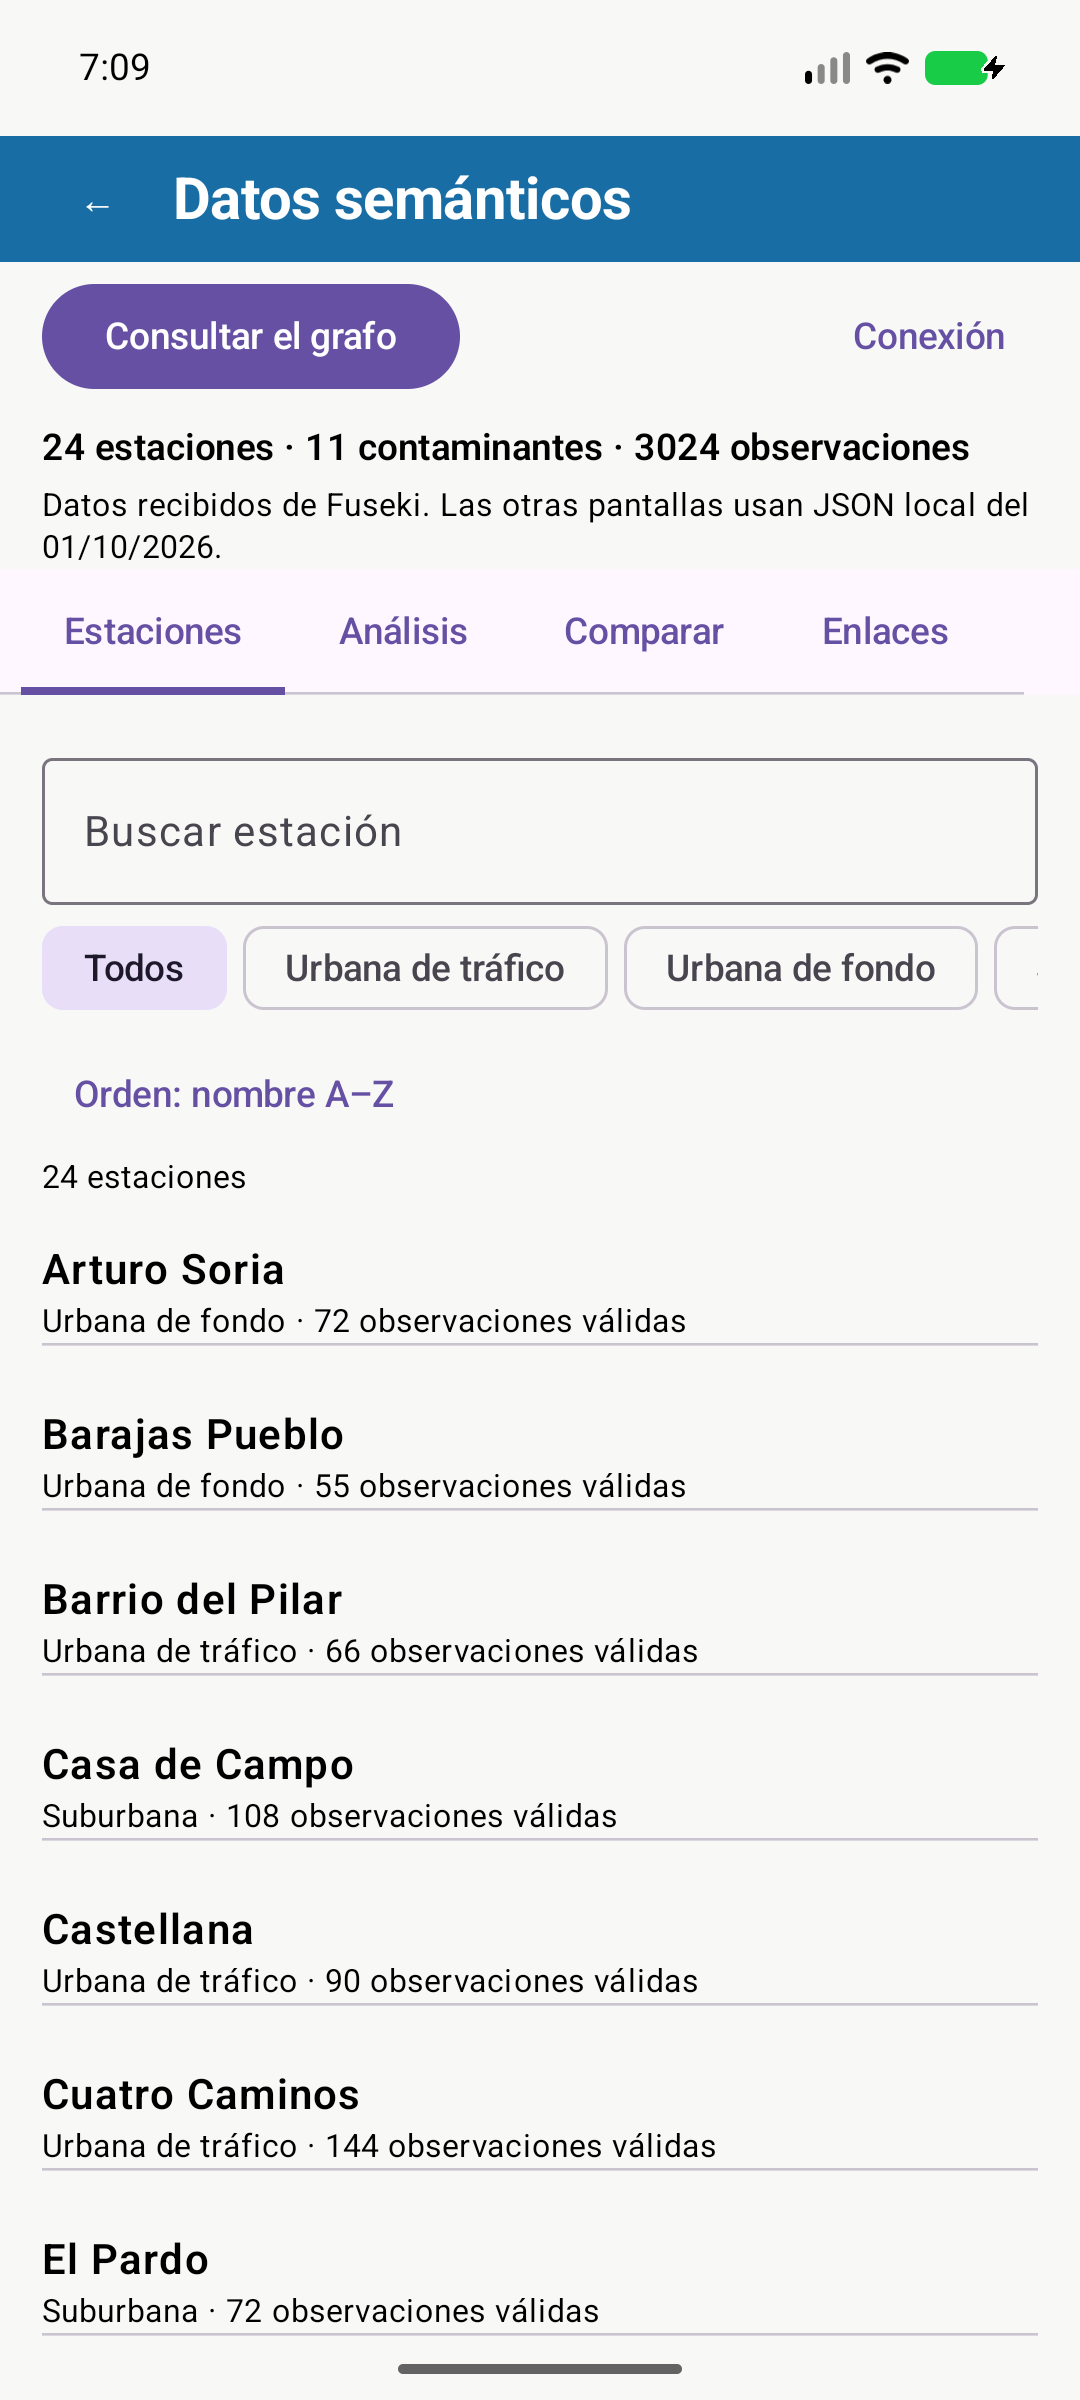 7:09
← Datos semánticos
Consultar el grafo
Conexión
24 estaciones · 11 contaminantes · 3024 observaciones
Datos recibidos de Fuseki. Las otras pantallas usan JSON local del
01/10/2026.
Estaciones
Análisis
Comparar
Enlaces
Buscar estación
Todos
Urbana de tráfico
Urbana de fondo
Orden: nombre A–Z
24 estaciones
Arturo Soria
Urbana de fondo · 72 observaciones válidas
Barajas Pueblo
Urbana de fondo · 55 observaciones válidas
Barrio del Pilar
Urbana de tráfico · 66 observaciones válidas
Casa de Campo
Suburbana · 108 observaciones válidas
Castellana
Urbana de tráfico · 90 observaciones válidas
Cuatro Caminos
Urbana de tráfico · 144 observaciones válidas
El Pardo
Suburbana · 72 observaciones válidas